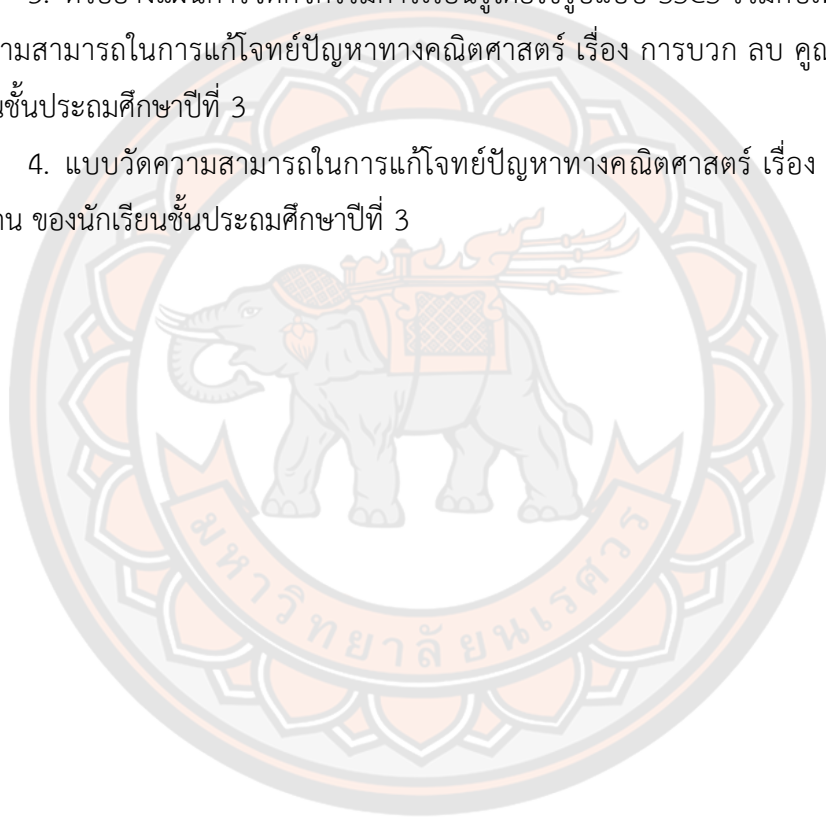 ความสามารถในการแก้โจทย์ปัญหาทางคณิตศาสตร์ เรื่อง การบวก ลบ คูณ
ชั้นประถมศึกษาปีที่ 3
4. แบบวัดความสามารถในการแก้โจทย์ปัญหาทางคณิตศาสตร์ เรื่อง
ของนักเรียนชั้นประถมศึกษาปีที่ 3
มหาวิทยาลัยนเรศวร